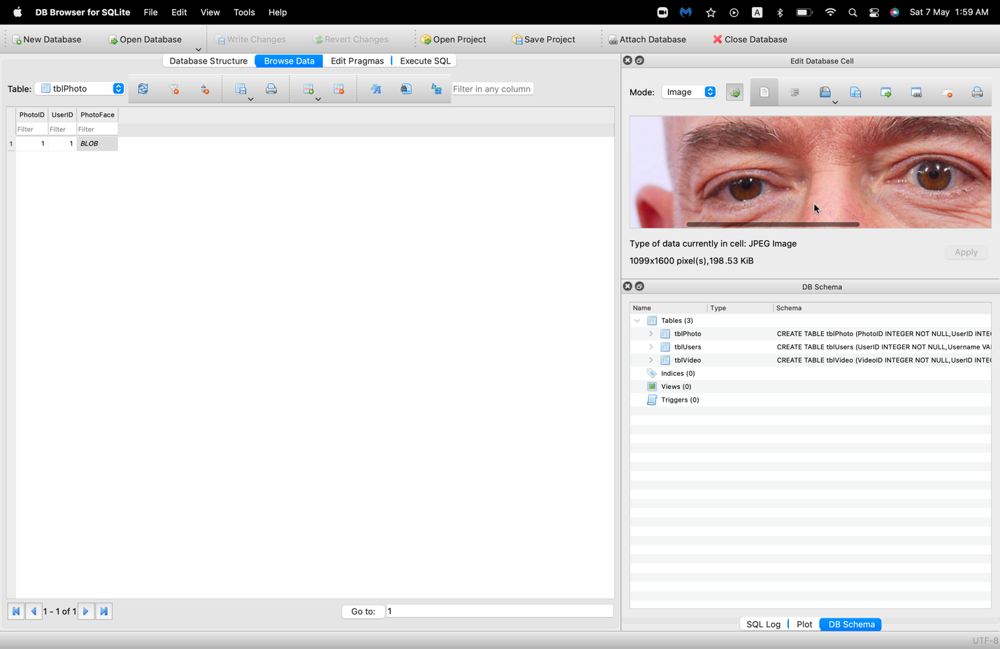 DB Browser for SQLite File Edit View Tools Help A Sat 7 May 1:59 AM
New Database Open Database Write Changes Revert Changes Open Project Save Project Attach Database Close Database
Database Structure Browse Data Edit Pragmas Execute SQL
Table: tblPhoto Filter in any column
PhotoID UserID PhotoFace
Filter Filter Filter
1 1 1 BLOB
1 - 1 of 1 Go to: 1
Edit Database Cell
Mode: Image
Type of data currently in cell: JPEG Image
1099x1600 pixel(s),198.53 KiB
Apply
DB Schema
Name Type Schema
Tables (3)
tblPhoto CREATE TABLE tblPhoto (PhotoID INTEGER NOT NULL,UserID INTE
tblUsers CREATE TABLE tblUsers (UserID INTEGER NOT NULL,Username VA
tblVideo CREATE TABLE tblVideo (VideoID INTEGER NOT NULL,UserID INTE
Indices (0)
Views (0)
Triggers (0)
SQL Log Plot DB Schema
UTF-8